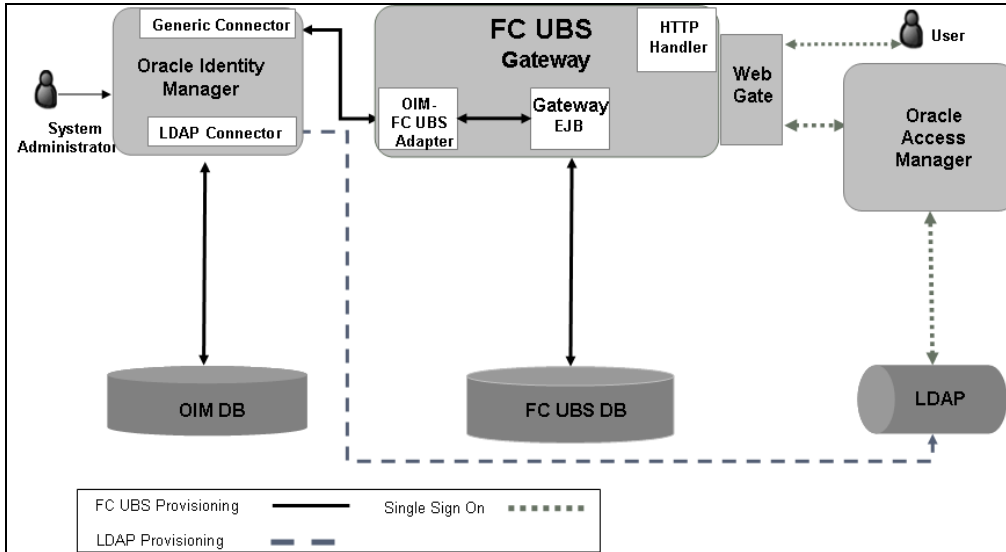 Generic Connector
Oracle Identity
Manager
LDAP Connector
System
Administrator
FC UBS
Gateway
HTTP
Handler
OIM-
FC UBS
Adapter
Gateway
EJB
Web
Gate
User
Oracle
Access
Manager
OIM DB
FC UBS DB
LDAP
FC UBS Provisioning
Single Sign On
LDAP Provisioning